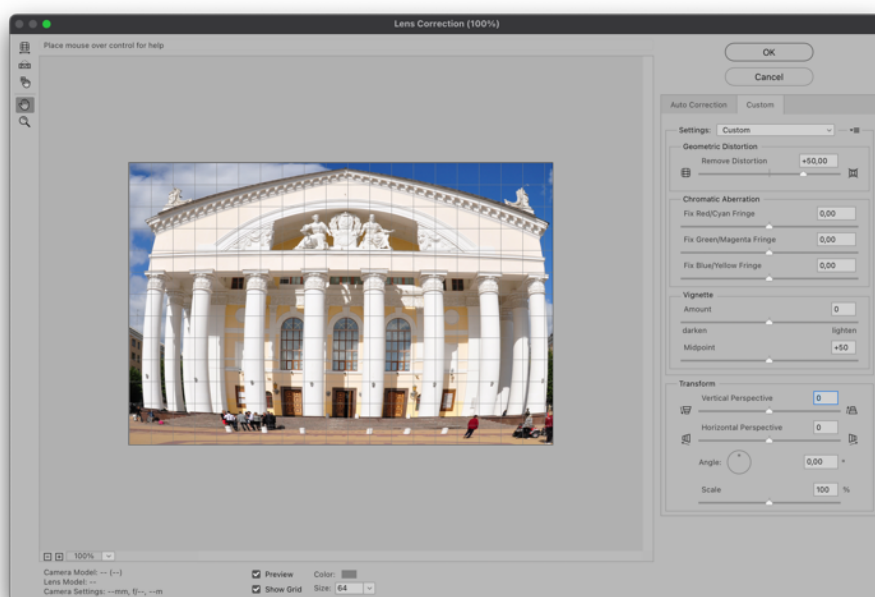 Lens Correction (100%)
Place mouse over control for help
OK
Cancel
Auto Correction
Custom
Settings: Custom
Geometric Distortion
Remove Distortion +50,00
Chromatic Aberration
Fix Red/Cyan Fringe 0,00
Fix Green/Magenta Fringe 0,00
Fix Blue/Yellow Fringe 0,00
Vignette
Amount 0
darken lighten
Midpoint +50
Transform
Vertical Perspective 0
Horizontal Perspective 0
Angle: 0,00 °
Scale 100 %
100%
Camera Model: -- (--)
Lens Model: --
Camera Settings: --mm, f/--, --m
Preview Color:
Show Grid Size: 64